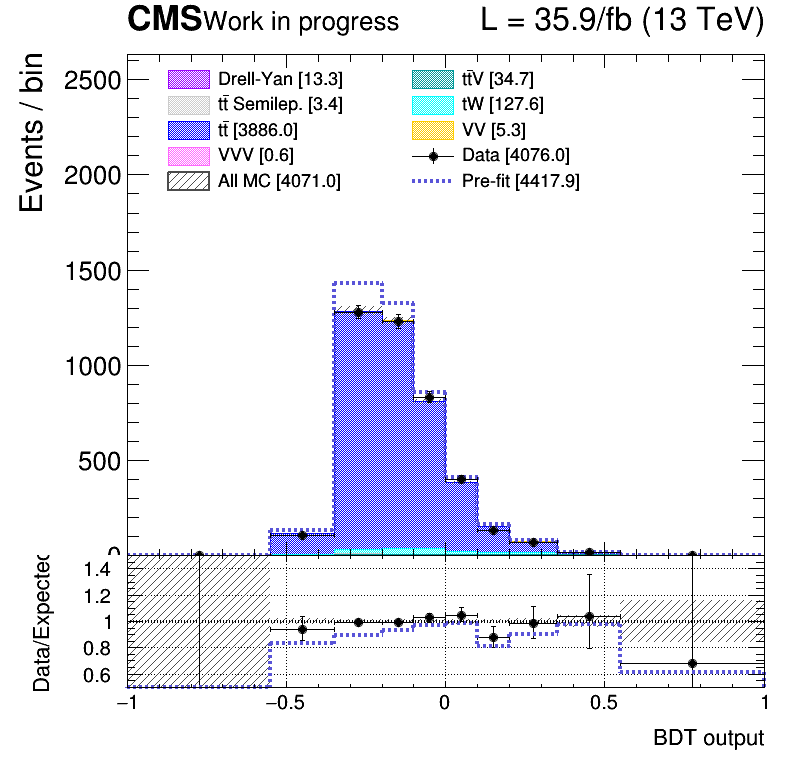 CMS Work in progress L = 35.9/fb (13 TeV)
Events / bin
2500
2000
1500
1000
500
0
Drell-Yan [13.3]
tt̄ Semilep. [3.4]
tt̄ [3886.0]
VVV [0.6]
All MC [4071.0]
tt̄V [34.7]
tW [127.6]
VV [5.3]
Data [4076.0]
Pre-fit [4417.9]
Data/Expected
1.4
1.2
1
0.8
0.6
−1 −0.5 0 0.5 1
BDT output